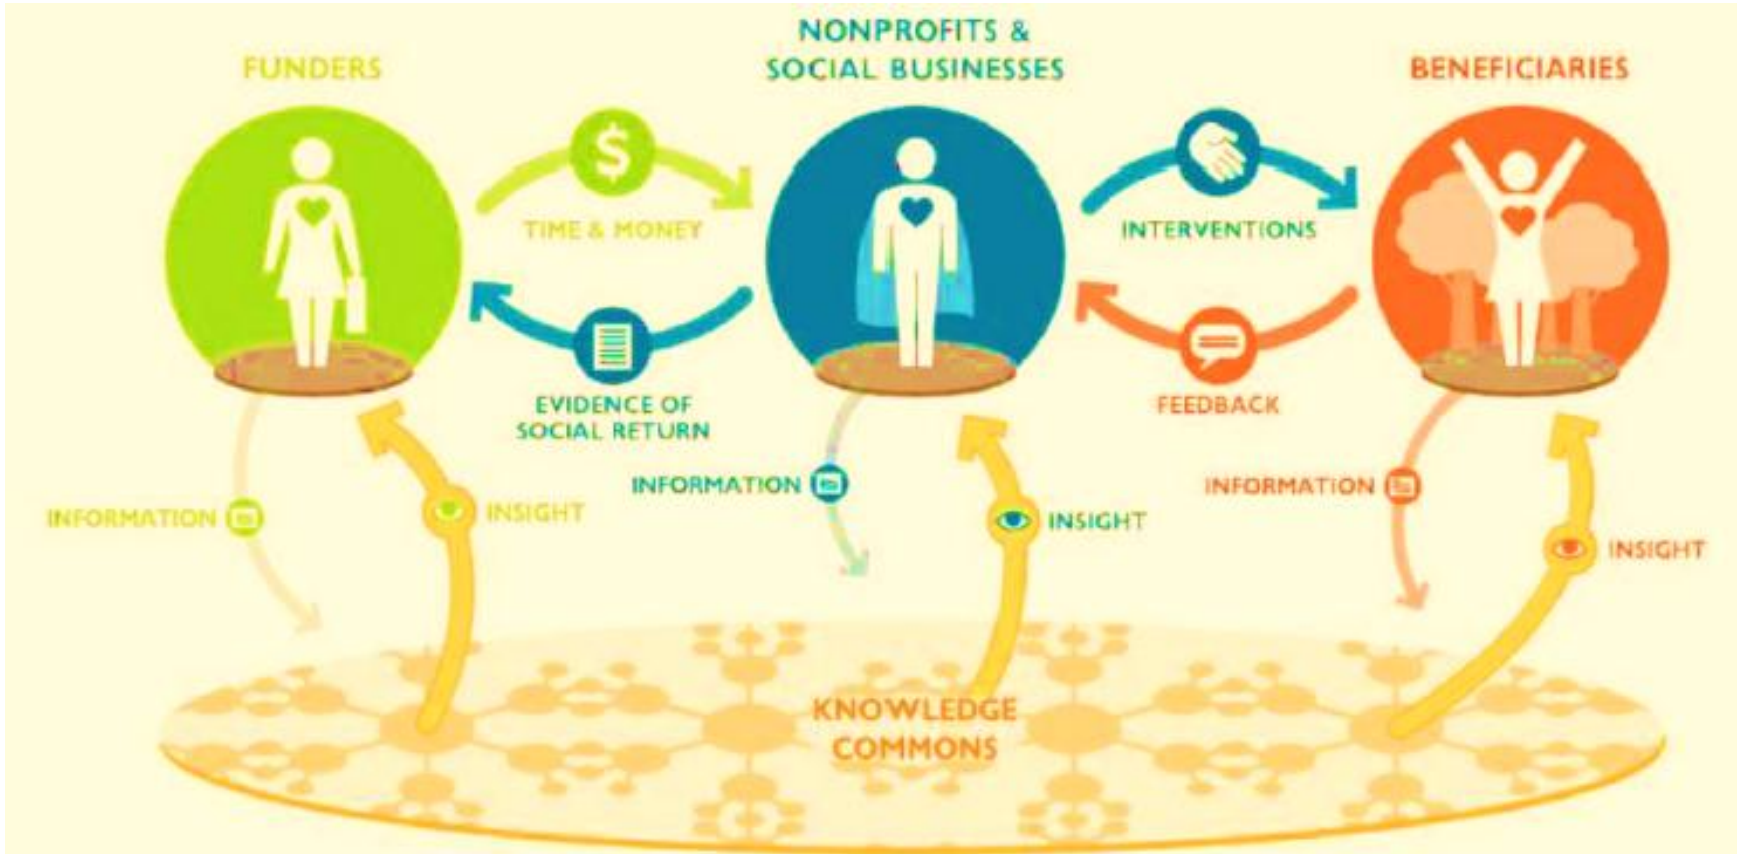 NONPROFITS &
SOCIAL BUSINESSES
FUNDERS
BENEFICIARIES
$
TIME & MONEY
INTERVENTIONS
EVIDENCE OF
SOCIAL RETURN
FEEDBACK
INFORMATION
INSIGHT
INFORMATION
INSIGHT
INFORMATION
INSIGHT
KNOWLEDGE
COMMONS